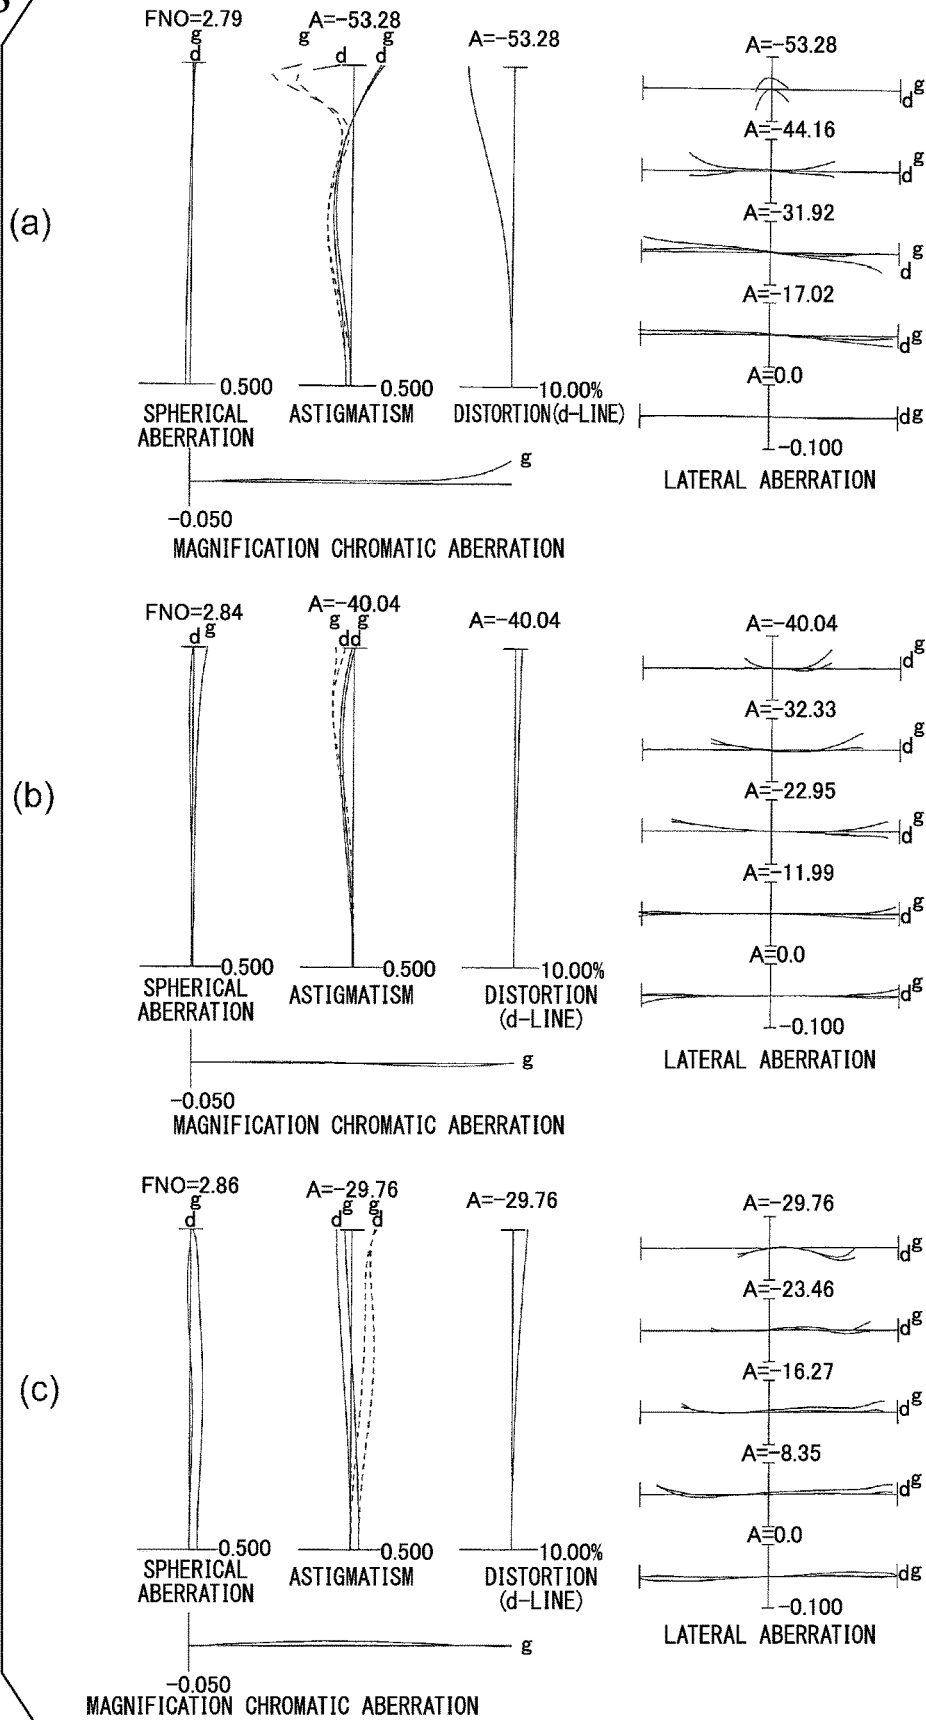 (a)
FNO=2.79
g
d
0.500
SPHERICAL
ABERRATION
A=-53.28
g
d
g
d
0.500
ASTIGMATISM
A=-53.28
10.00%
DISTORTION(d-LINE)
g
-0.050
MAGNIFICATION CHROMATIC ABERRATION
A=-53.28
d g
A=-44.16
d g
A=-31.92
g
d
A=-17.02
d g
A=0.0
d g
-0.100
LATERAL ABERRATION
(b)
FNO=2.84
d g
0.500
SPHERICAL
ABERRATION
A=-40.04
g g
d d
0.500
ASTIGMATISM
A=-40.04
10.00%
DISTORTION
(d-LINE)
g
-0.050
MAGNIFICATION CHROMATIC ABERRATION
A=-40.04
d g
A=-32.33
d g
A=-22.95
d g
A=-11.99
d g
A=0.0
d g
-0.100
LATERAL ABERRATION
(c)
FNO=2.86
g
d
0.500
SPHERICAL
ABERRATION
A=-29.76
g g
d d
0.500
ASTIGMATISM
A=-29.76
10.00%
DISTORTION
(d-LINE)
g
-0.050
MAGNIFICATION CHROMATIC ABERRATION
A=-29.76
d g
A=-23.46
d g
A=-16.27
d g
A=-8.35
d g
A=0.0
d g
-0.100
LATERAL ABERRATION